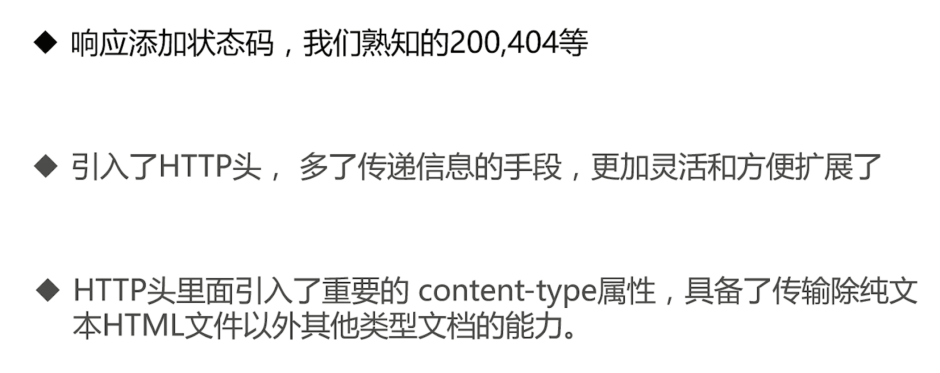 ◆ 响应添加状态码，我们熟知的200,404等
◆ 引入了HTTP头， 多了传递信息的手段，更加灵活和方便扩展了
◆ HTTP头里面引入了重要的 content-type属性，具备了传输除纯文
本HTML文件以外其他类型文档的能力。